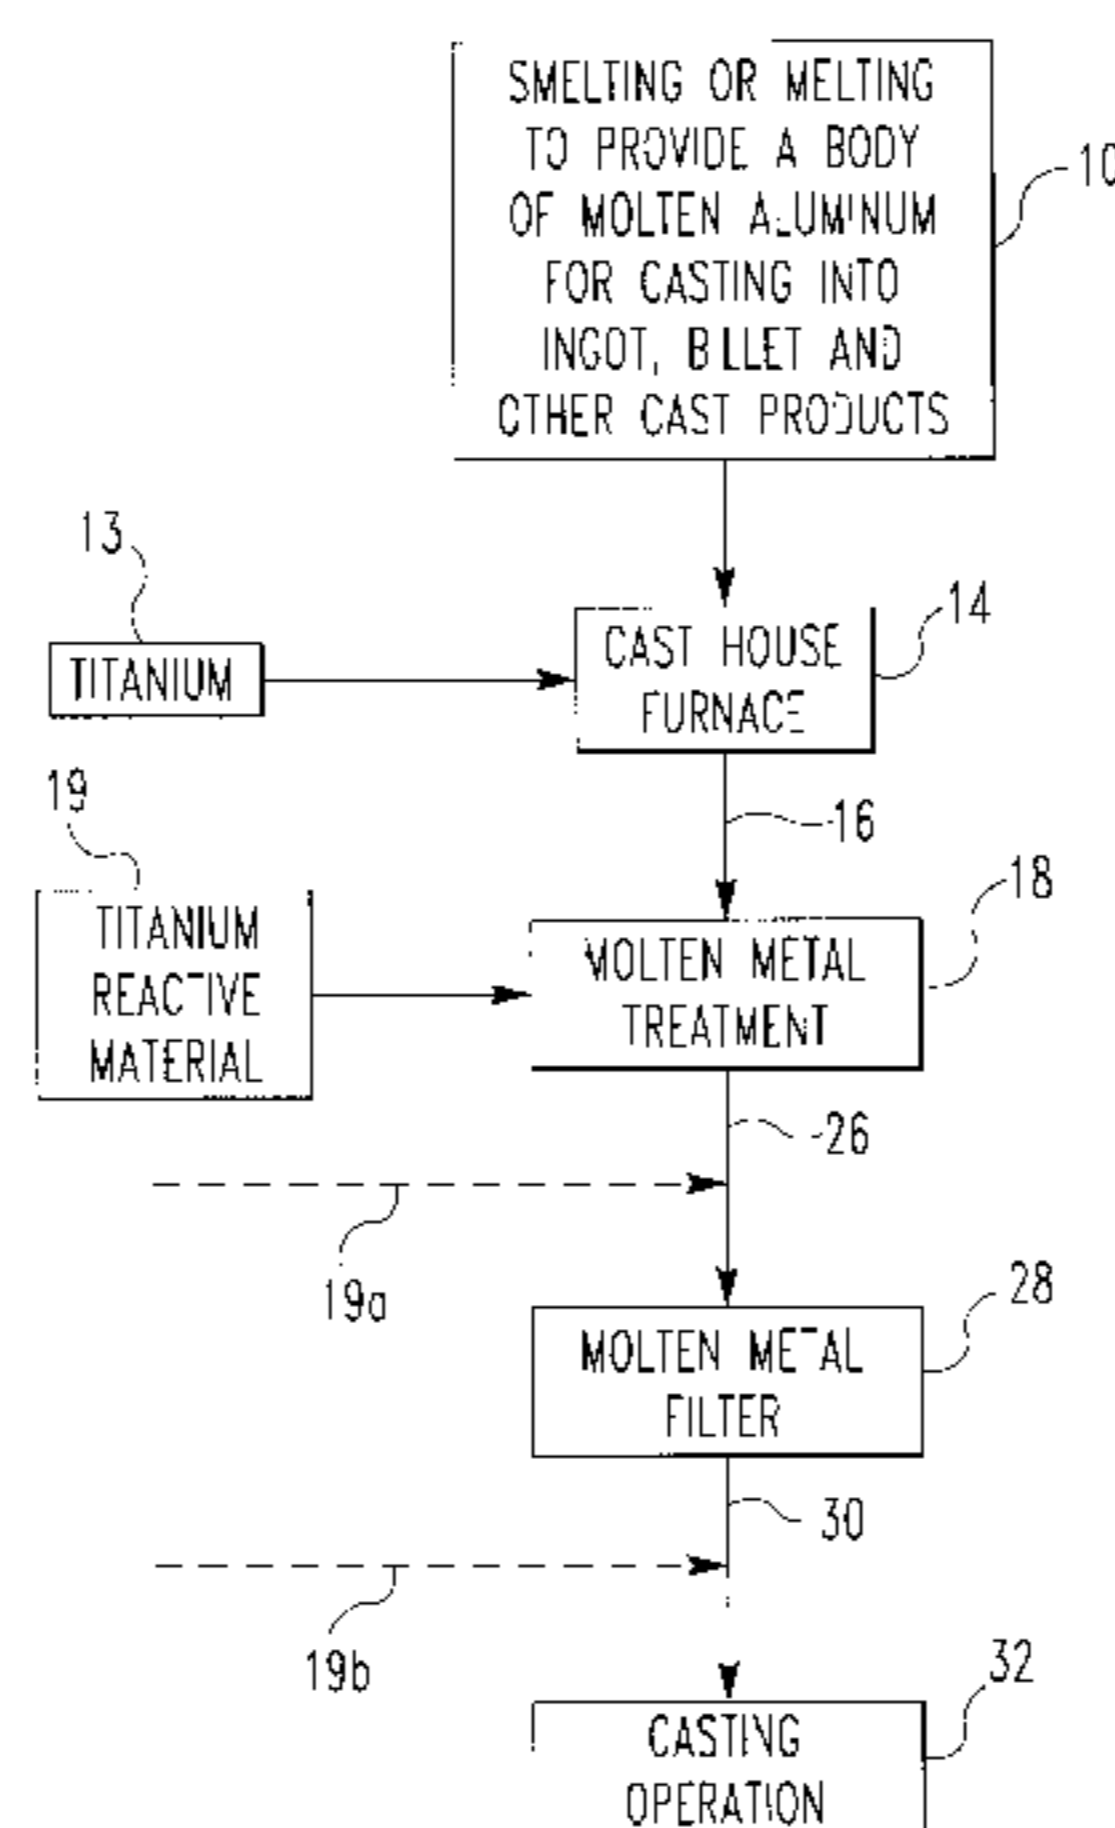 SMELTING OR MELTING
TO PROVIDE A BODY
OF MOLTEN ALUMINUM
FOR CASTING INTO
INGOT, BILLET AND
OTHER CAST PRODUCTS
10
13
TITANIUM
CAST HOUSE
FURNACE
14
16
19
TITANIUM
REACTIVE
MATERIAL
MOLTEN METAL
TREATMENT
18
26
19a
MOLTEN METAL
FILTER
28
30
19b
CASTING
OPERATION
32